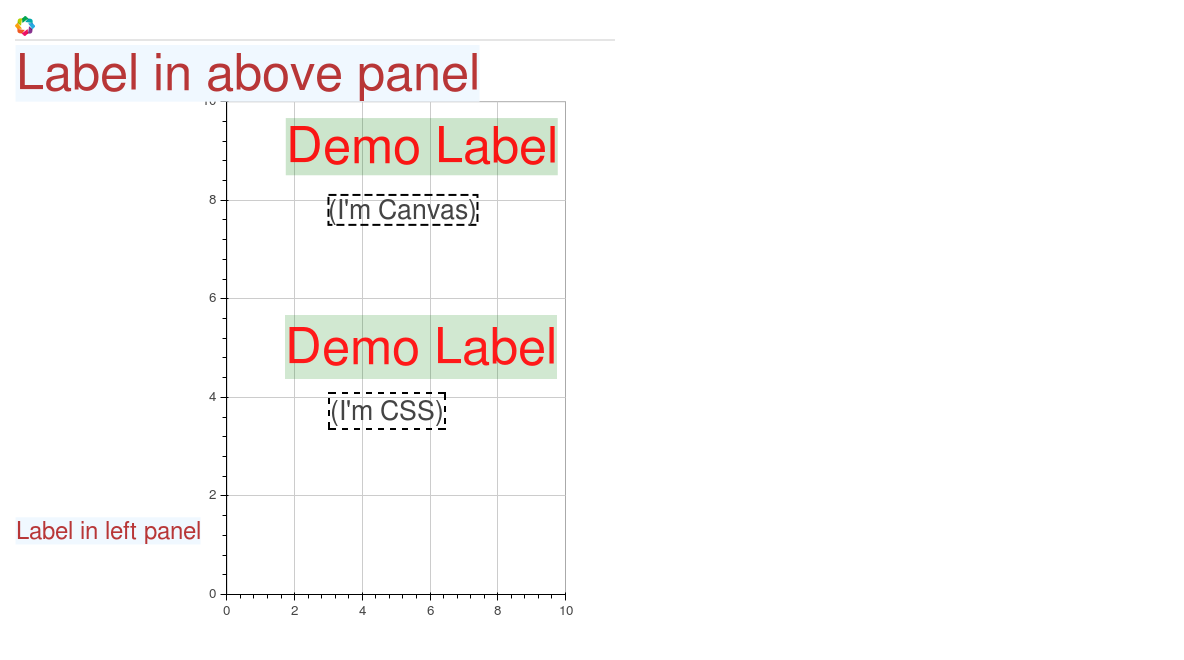 Label in above panel
10
Demo Label
8
(I'm Canvas)
6
Demo Label
4
(I'm CSS)
2
Label in left panel
0
0 2 4 6 8 10